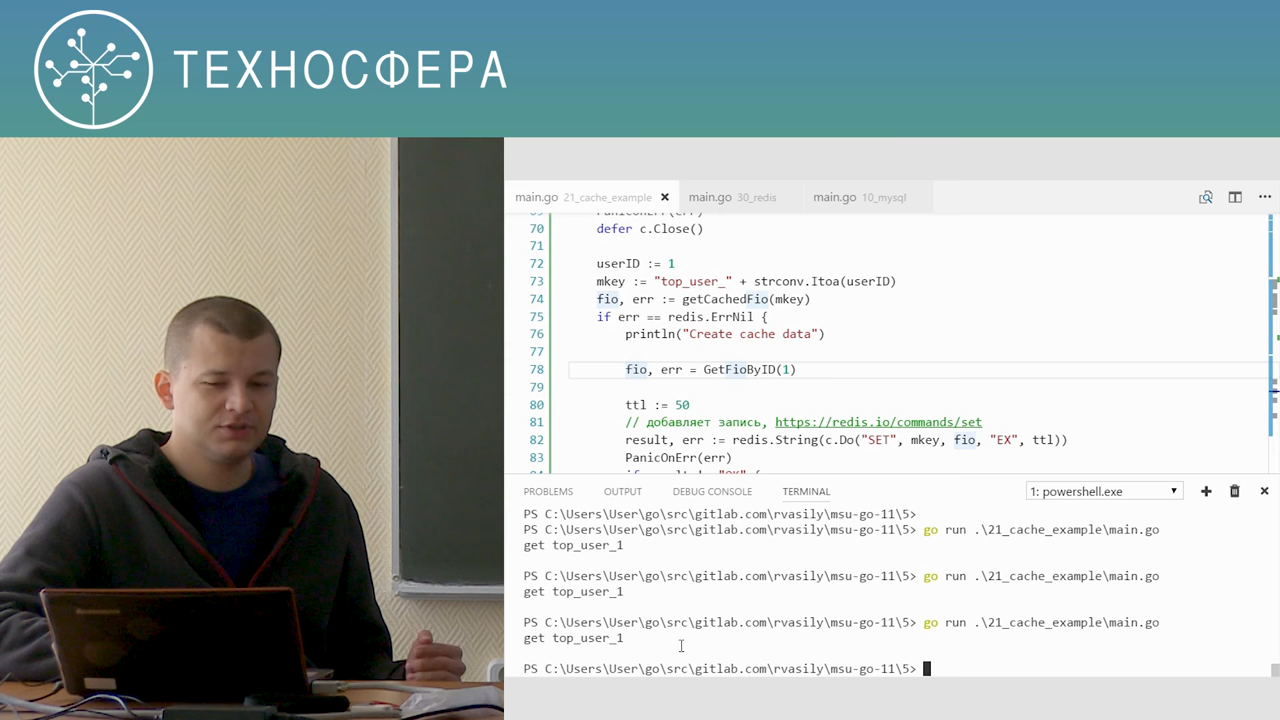 ТЕХНОСФЕРА
main.go 21_cache_example
main.go 30_redis
main.go 10_mysql
70 defer c.Close()
71
72 userID := 1
73 mkey := "top_user_" + strconv.Itoa(userID)
74 fio, err := getCachedFio(mkey)
75 if err == redis.ErrNil {
76 println("Create cache data")
77
78 fio, err = GetFioByID(1)
79
80 ttl := 50
81 // добавляет запись, https://redis.io/commands/set
82 result, err := redis.String(c.Do("SET", mkey, fio, "EX", ttl))
83 PanicOnErr(err)
PROBLEMS OUTPUT DEBUG CONSOLE TERMINAL 1: powershell.exe
PS C:\Users\User\go\src\gitlab.com\rvasily\msu-go-11\5>
PS C:\Users\User\go\src\gitlab.com\rvasily\msu-go-11\5> go run .\21_cache_example\main.go
get top_user_1
PS C:\Users\User\go\src\gitlab.com\rvasily\msu-go-11\5> go run .\21_cache_example\main.go
get top_user_1
PS C:\Users\User\go\src\gitlab.com\rvasily\msu-go-11\5> go run .\21_cache_example\main.go
get top_user_1
PS C:\Users\User\go\src\gitlab.com\rvasily\msu-go-11\5>